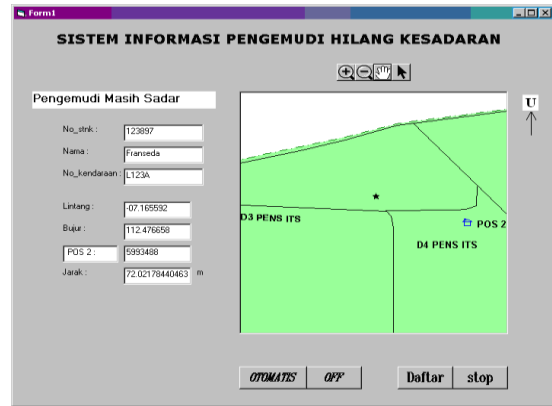 Form1
SISTEM INFORMASI PENGEMUDI HILANG KESADARAN
Pengemudi Masih Sadar
No_stnk : 123897
Nama : Franseda
No_kendaraan : L123A
Lintang : -07.165592
Bujur : 112.476658
POS 2 : 5993488
Jarak : 72.02178440463 m
U
D3 PENS ITS
POS 2
D4 PENS ITS
OTOMATIS OFF Daftar stop